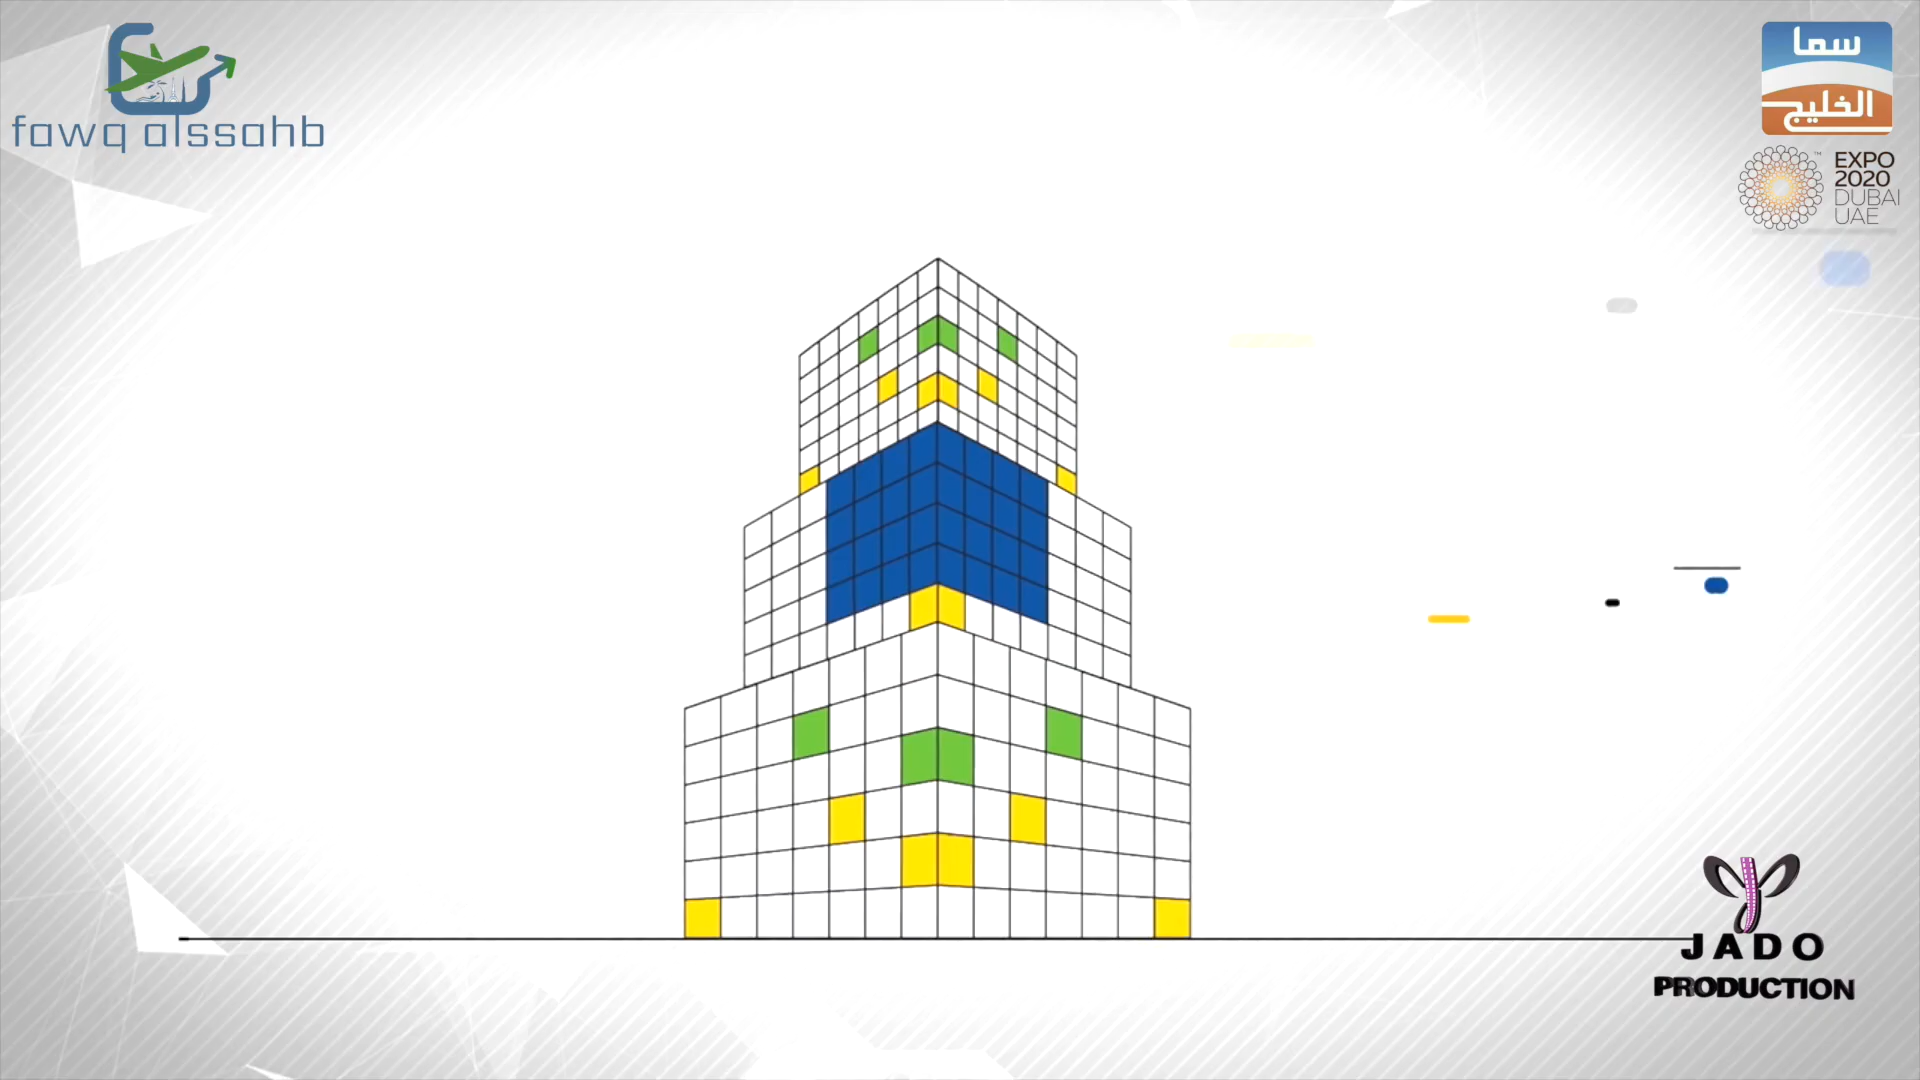 fawq alssahb
سما
الخليج
EXPO
2020
DUBAI
UAE
JADO
PRODUCTION